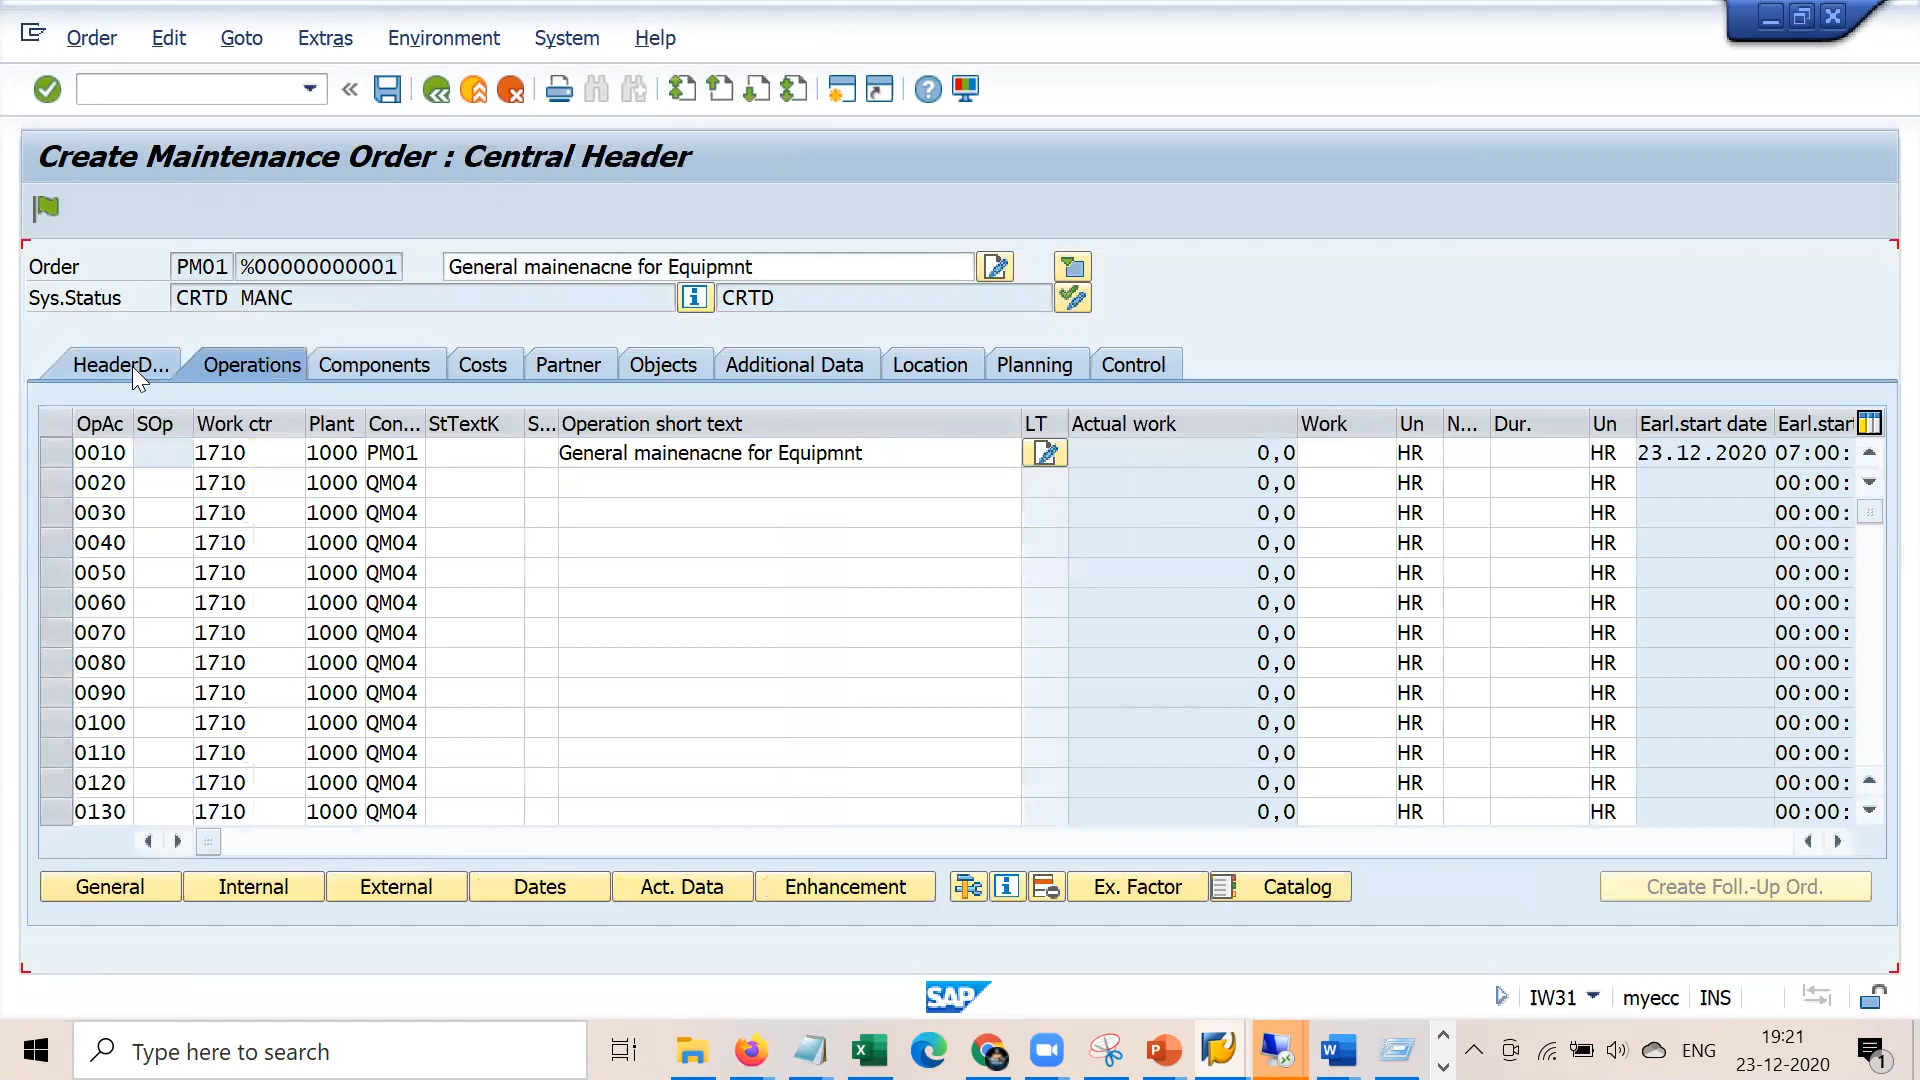 Order Edit Goto Extras Environment System Help
Create Maintenance Order : Central Header
Order PM01 %00000000001 General mainenacne for Equipmnt
Sys.Status CRTD MANC CRTD
HeaderD... Operations Components Costs Partner Objects Additional Data Location Planning Control
OpAc SOp Work ctr Plant Con... StTextK S... Operation short text LT Actual work Work Un N... Dur. Un Earl.start date Earl.star
0010 1710 1000 PM01 General mainenacne for Equipmnt 0,0 HR HR 23.12.2020 07:00:
0020 1710 1000 QM04 0,0 HR HR 00:00:
0030 1710 1000 QM04 0,0 HR HR 00:00:
0040 1710 1000 QM04 0,0 HR HR 00:00:
0050 1710 1000 QM04 0,0 HR HR 00:00:
0060 1710 1000 QM04 0,0 HR HR 00:00:
0070 1710 1000 QM04 0,0 HR HR 00:00:
0080 1710 1000 QM04 0,0 HR HR 00:00:
0090 1710 1000 QM04 0,0 HR HR 00:00:
0100 1710 1000 QM04 0,0 HR HR 00:00:
0110 1710 1000 QM04 0,0 HR HR 00:00:
0120 1710 1000 QM04 0,0 HR HR 00:00:
0130 1710 1000 QM04 0,0 HR HR 00:00:
General Internal External Dates Act. Data Enhancement Ex. Factor Catalog Create Foll.-Up Ord.
SAP IW31 myecc INS
Type here to search ENG 19:21
23-12-2020 1